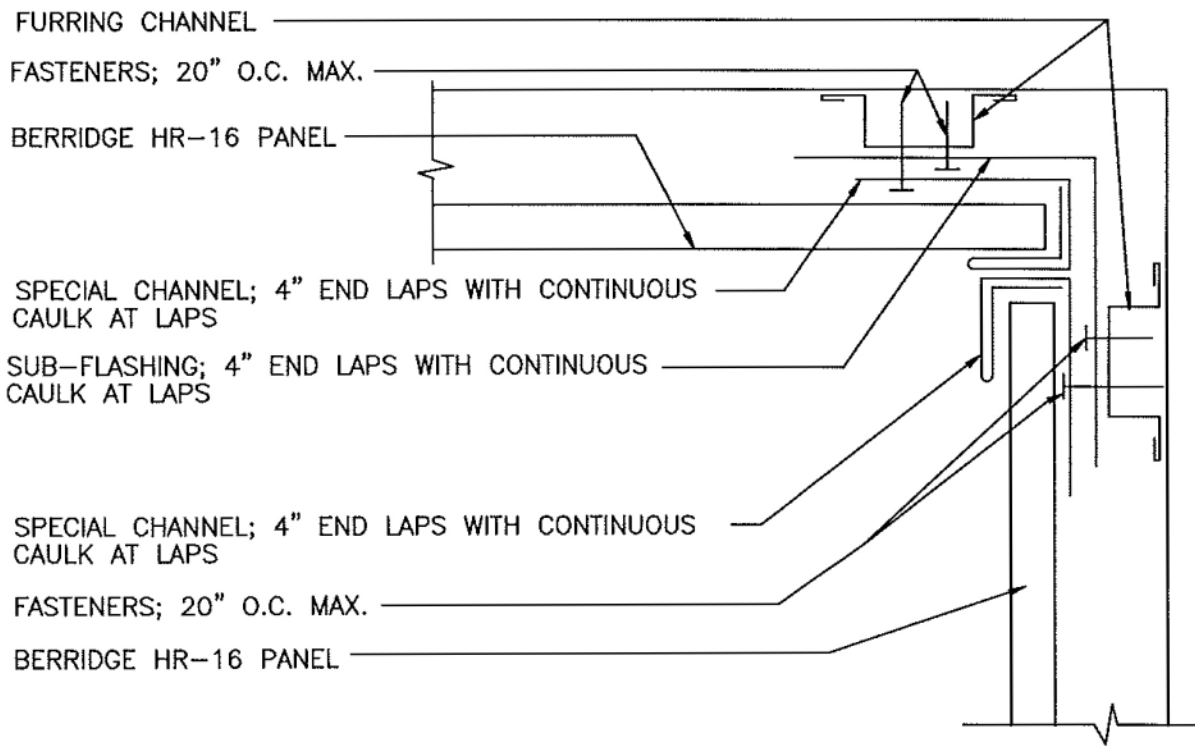 FURRING CHANNEL
FASTENERS; 20" O.C. MAX.
BERRIDGE HR-16 PANEL
SPECIAL CHANNEL; 4" END LAPS WITH CONTINUOUS
CAULK AT LAPS
SUB-FLASHING; 4" END LAPS WITH CONTINUOUS
CAULK AT LAPS
SPECIAL CHANNEL; 4" END LAPS WITH CONTINUOUS
CAULK AT LAPS
FASTENERS; 20" O.C. MAX.
BERRIDGE HR-16 PANEL